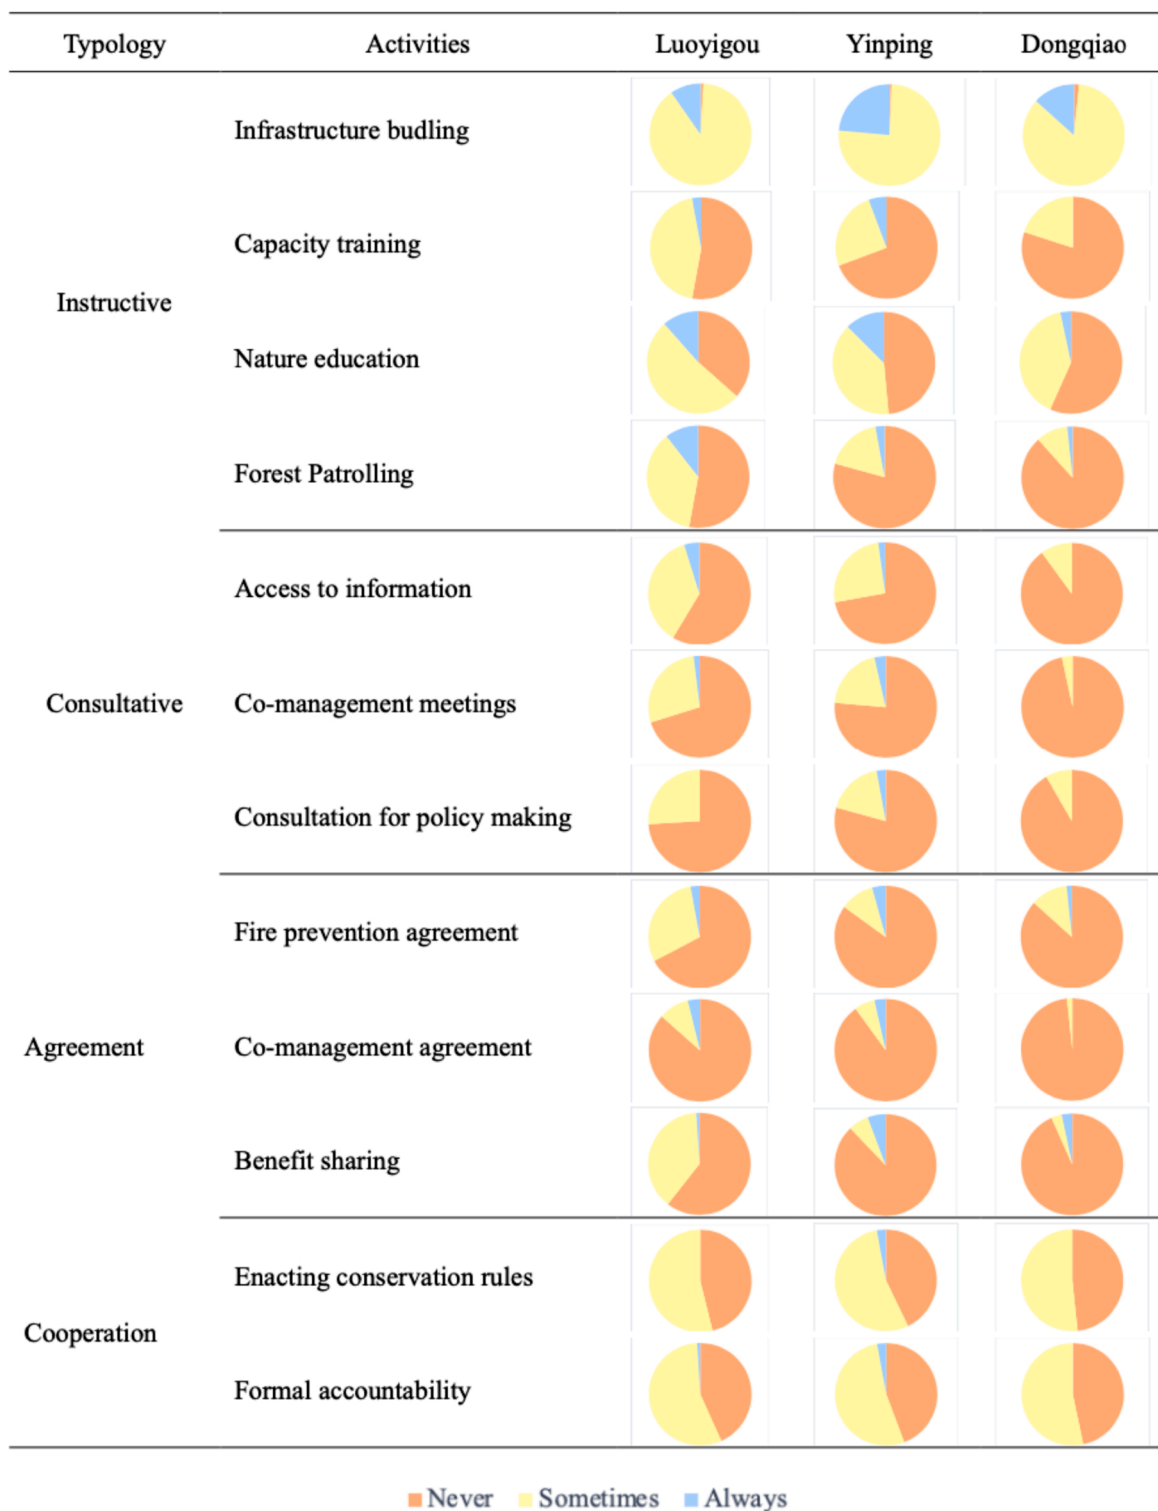 Typology Activities Luoyigou Yinping Dongqiao
Infrastructure budling
Capacity training
Instructive
Nature education
Forest Patrolling
Access to information
Consultative Co-management meetings
Consultation for policy making
Fire prevention agreement
Agreement Co-management agreement
Benefit sharing
Enacting conservation rules
Cooperation
Formal accountability
Never Sometimes Always